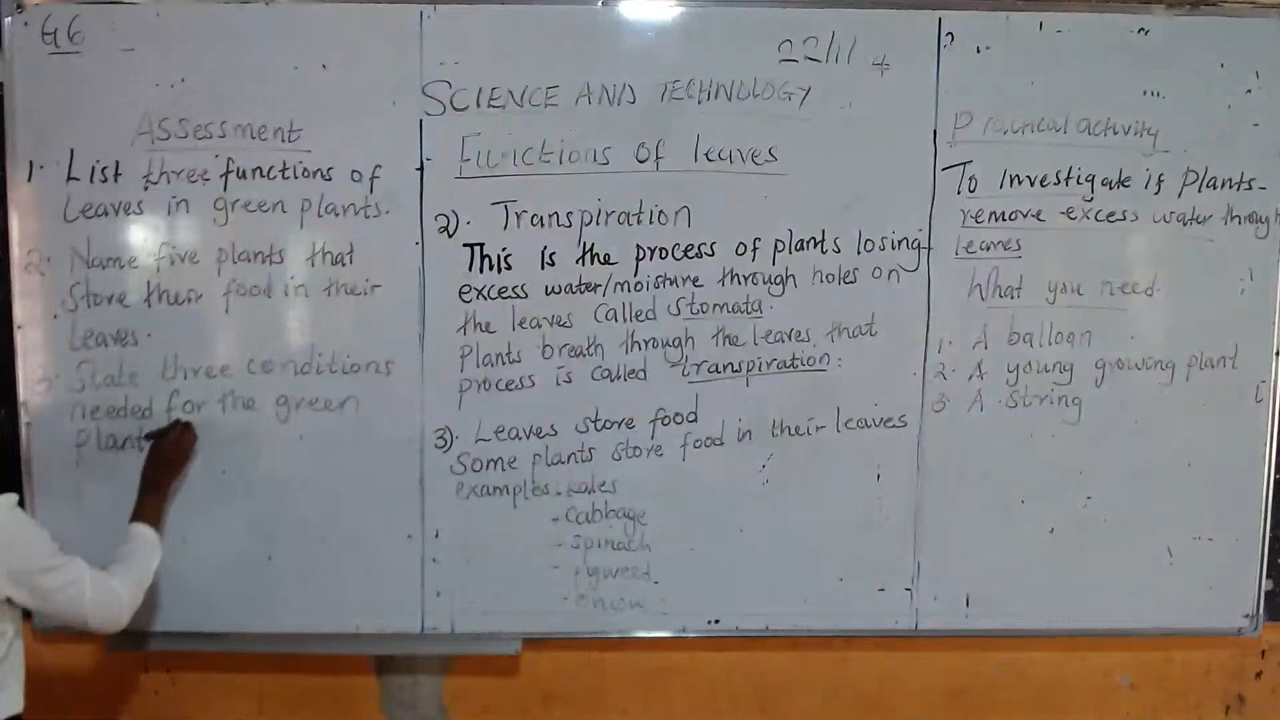 G6
22/11
SCIENCE AND TECHNOLOGY
Assessment
1. List three functions of
Leaves in green plants.
2. Name five plants that
Store their food in their
Leaves.
3. State three conditions
needed for the green
plant
Functions of leaves
2). Transpiration
This is the process of plants losing
excess water/moisture through holes on
the leaves called stomata.
Plants breath through the leaves, that
process is called transpiration:
3). Leaves store food
Some plants store food in their leaves
examples - kales
- Cabbage
- Spinach
- Pigweed.
- onion
Practical activity
To investigate if plants-
remove excess water through
leaves
What you need.
1. A balloon
2. A young growing plant
3. A string